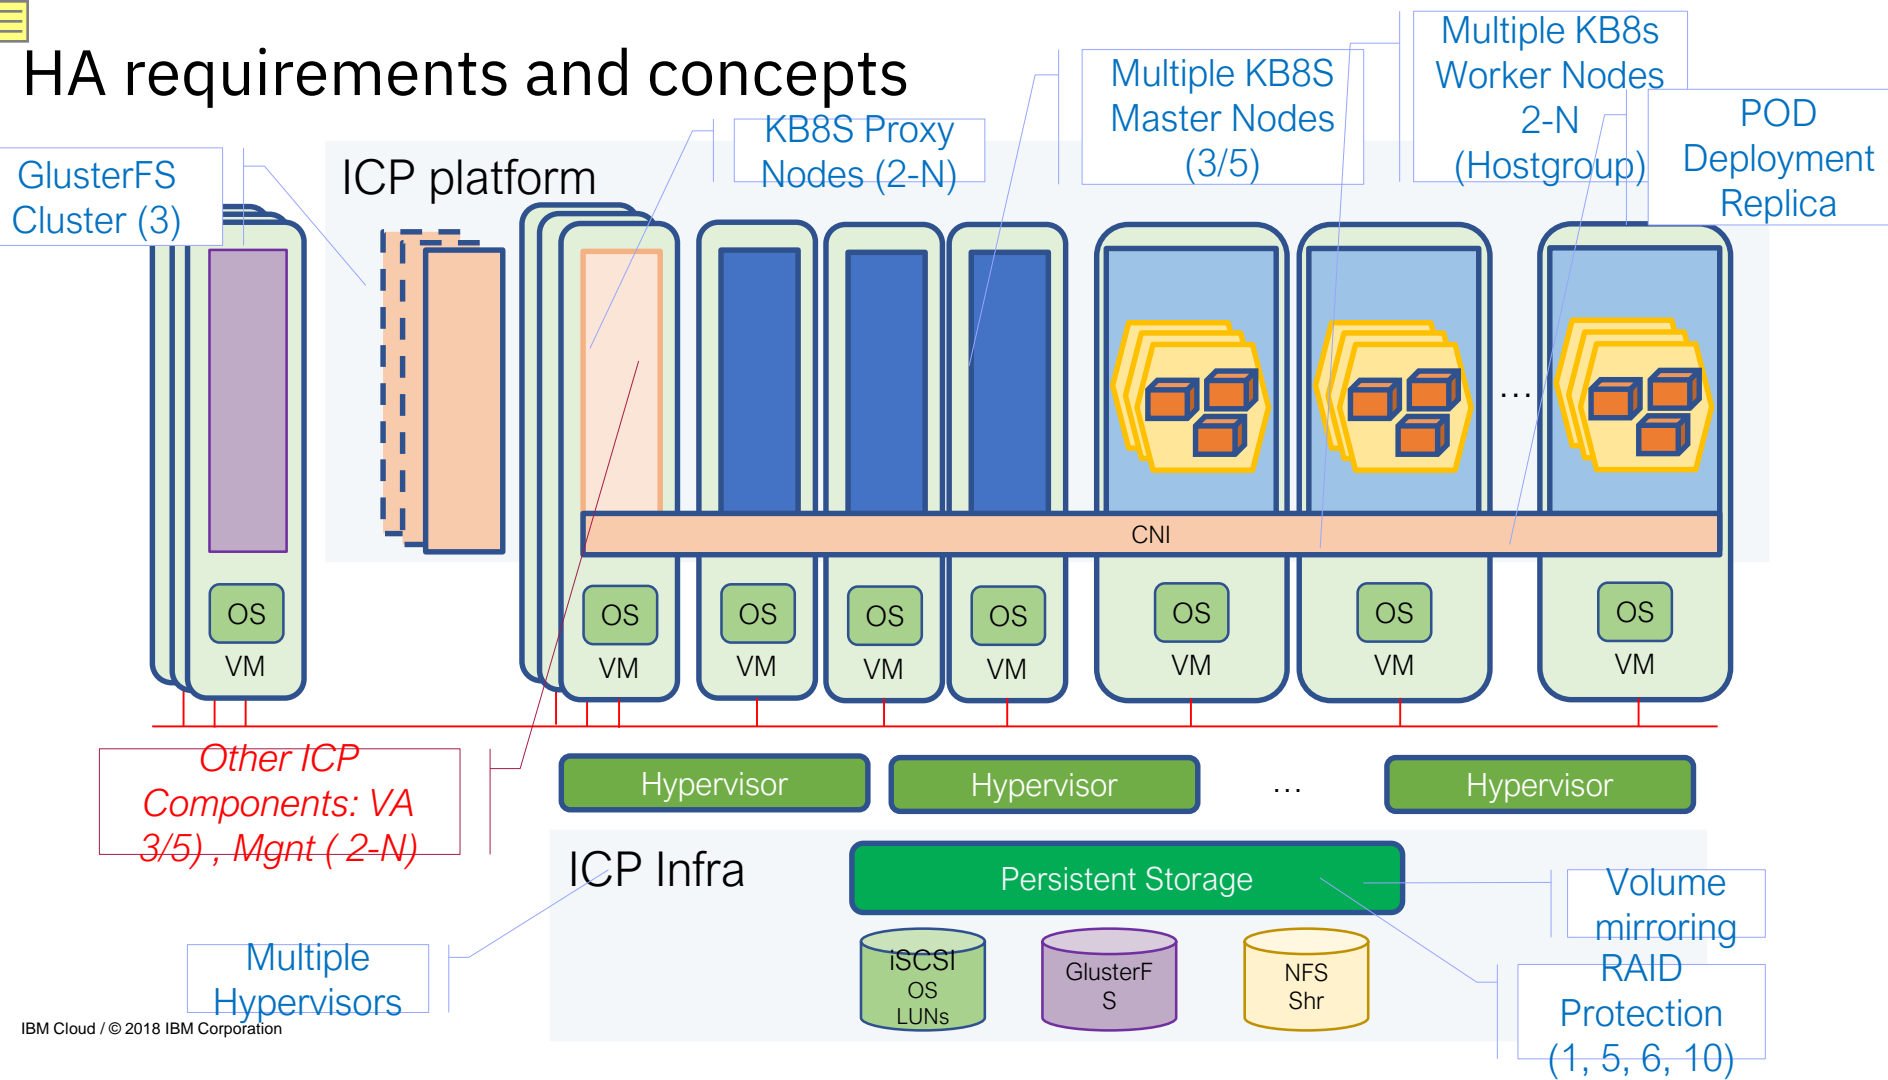 HA requirements and concepts
GlusterFS
Cluster (3)
ICP platform
KB8S Proxy
Nodes (2-N)
Multiple KB8S
Master Nodes
(3/5)
Multiple KB8s
Worker Nodes
2-N
(Hostgroup)
POD
Deployment
Replica
...
CNI
OS
VM
OS
VM
OS
VM
OS
VM
OS
VM
OS
VM
OS
VM
OS
VM
Other ICP
Components: VA
3/5) , Mgnt ( 2-N)
Hypervisor
Hypervisor
...
Hypervisor
ICP Infra
Persistent Storage
Volume
mirroring
RAID
Protection
(1, 5, 6, 10)
Multiple
Hypervisors
iSCSI
OS
LUNs
GlusterF
S
NFS
Shr
IBM Cloud / © 2018 IBM Corporation